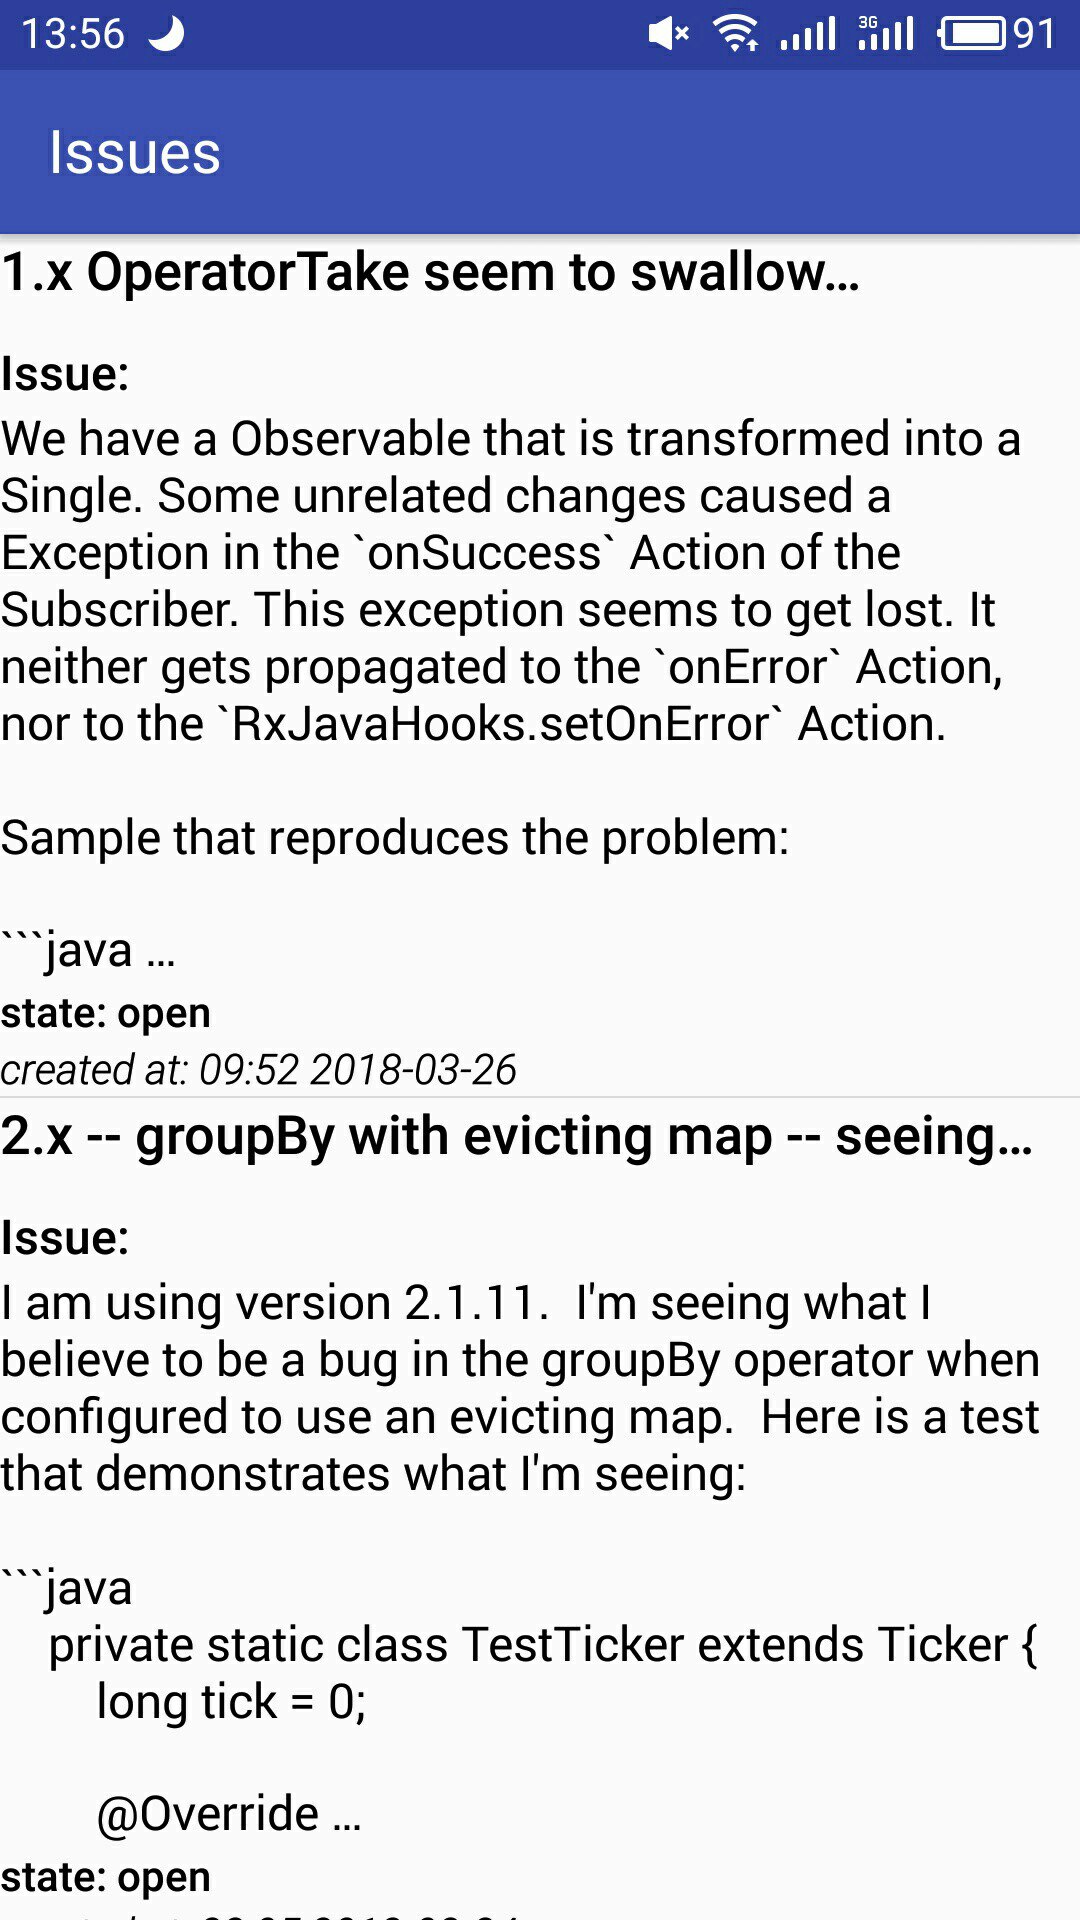 13:56
3G
91
Issues
1.x OperatorTake seem to swallow...
Issue:
We have a Observable that is transformed into a
Single. Some unrelated changes caused a
Exception in the `onSuccess` Action of the
Subscriber. This exception seems to get lost. It
neither gets propagated to the `onError` Action,
nor to the `RxJavaHooks.setOnError` Action.
Sample that reproduces the problem:
```java ...
state: open
created at: 09:52 2018-03-26
2.x -- groupBy with evicting map -- seeing...
Issue:
I am using version 2.1.11.  I'm seeing what I
believe to be a bug in the groupBy operator when
configured to use an evicting map.  Here is a test
that demonstrates what I'm seeing:
```java
private static class TestTicker extends Ticker {
long tick = 0;
@Override ...
state: open